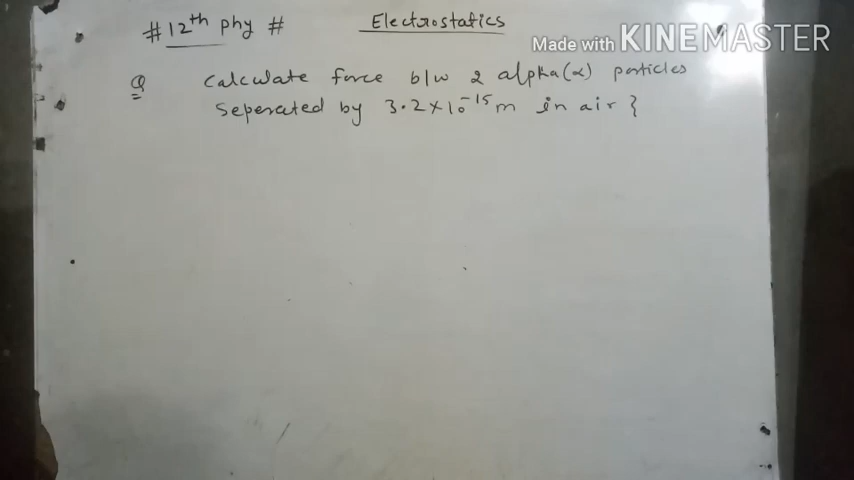 # 12th phy # Electrostatics
Made with KINEMASTER
Q Calculate force b/w 2 alpha(α) particles
Seperated by 3.2×10⁻¹⁵m in air }